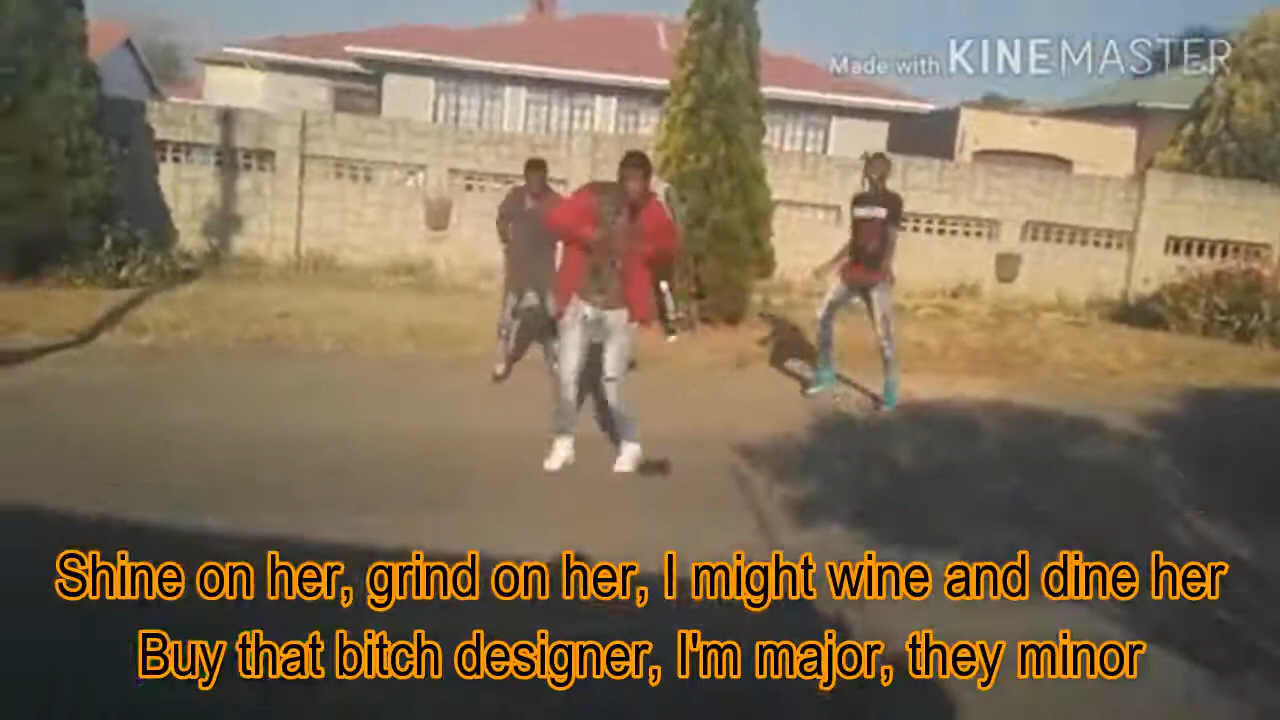 Made with KINEMASTER
Shine on her, grind on her, I might wine and dine her
Buy that bitch designer, I'm major, they minor